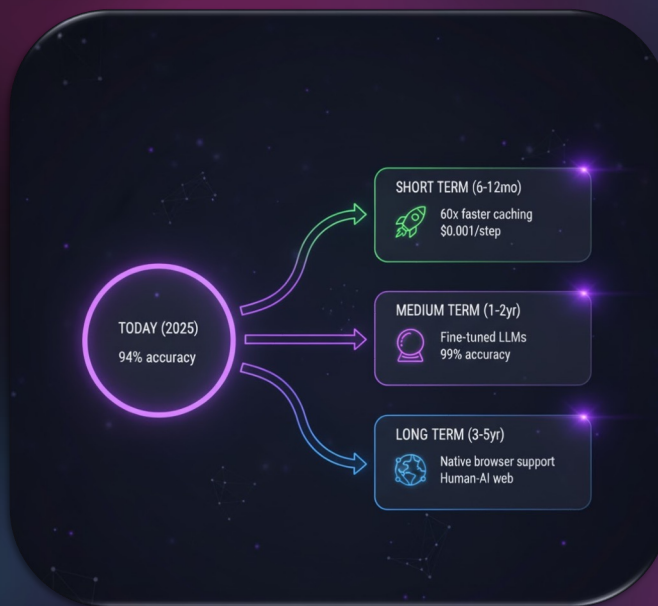 TODAY (2025)
94% accuracy
SHORT TERM (6-12mo)
60x faster caching
$0.001/step
MEDIUM TERM (1-2yr)
Fine-tuned LLMs
99% accuracy
LONG TERM (3-5yr)
Native browser support
Human-AI web